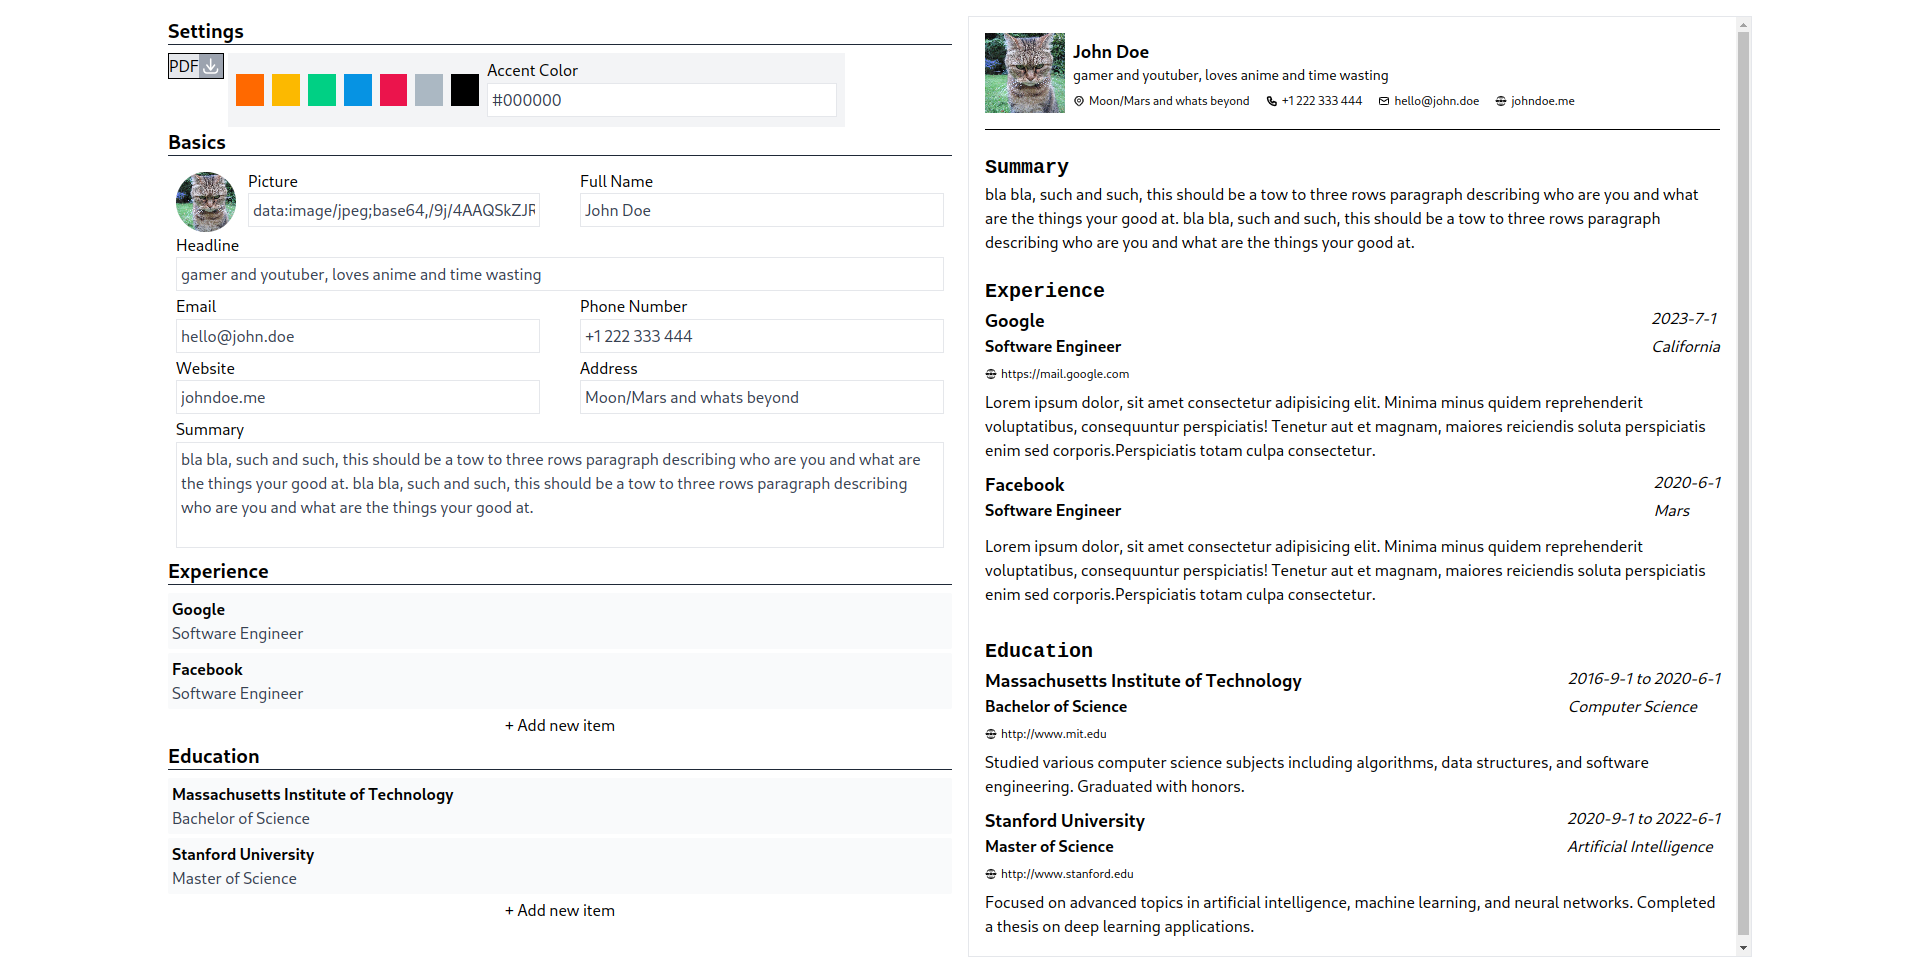 Settings
PDF
Accent Color
#000000
Basics
Picture
data:image/jpeg;base64,/9j/4AAQSkZJR
Full Name
John Doe
Headline
gamer and youtuber, loves anime and time wasting
Email
hello@john.doe
Phone Number
+1 222 333 444
Website
johndoe.me
Address
Moon/Mars and whats beyond
Summary
bla bla, such and such, this should be a tow to three rows paragraph describing who are you and what are
the things your good at. bla bla, such and such, this should be a tow to three rows paragraph describing
who are you and what are the things your good at.
Experience
Google
Software Engineer
Facebook
Software Engineer
+ Add new item
Education
Massachusetts Institute of Technology
Bachelor of Science
Stanford University
Master of Science
+ Add new item
John Doe
gamer and youtuber, loves anime and time wasting
Moon/Mars and whats beyond +1 222 333 444 hello@john.doe johndoe.me
Summary
bla bla, such and such, this should be a tow to three rows paragraph describing who are you and what
are the things your good at. bla bla, such and such, this should be a tow to three rows paragraph
describing who are you and what are the things your good at.
Experience
Google 2023-7-1
Software Engineer California
https://mail.google.com
Lorem ipsum dolor, sit amet consectetur adipisicing elit. Minima minus quidem reprehenderit
voluptatibus, consequuntur perspiciatis! Tenetur aut et magnam, maiores reiciendis soluta perspiciatis
enim sed corporis.Perspiciatis totam culpa consectetur.
Facebook 2020-6-1
Software Engineer Mars
Lorem ipsum dolor, sit amet consectetur adipisicing elit. Minima minus quidem reprehenderit
voluptatibus, consequuntur perspiciatis! Tenetur aut et magnam, maiores reiciendis soluta perspiciatis
enim sed corporis.Perspiciatis totam culpa consectetur.
Education
Massachusetts Institute of Technology 2016-9-1 to 2020-6-1
Bachelor of Science Computer Science
http://www.mit.edu
Studied various computer science subjects including algorithms, data structures, and software
engineering. Graduated with honors.
Stanford University 2020-9-1 to 2022-6-1
Master of Science Artificial Intelligence
http://www.stanford.edu
Focused on advanced topics in artificial intelligence, machine learning, and neural networks. Completed
a thesis on deep learning applications.